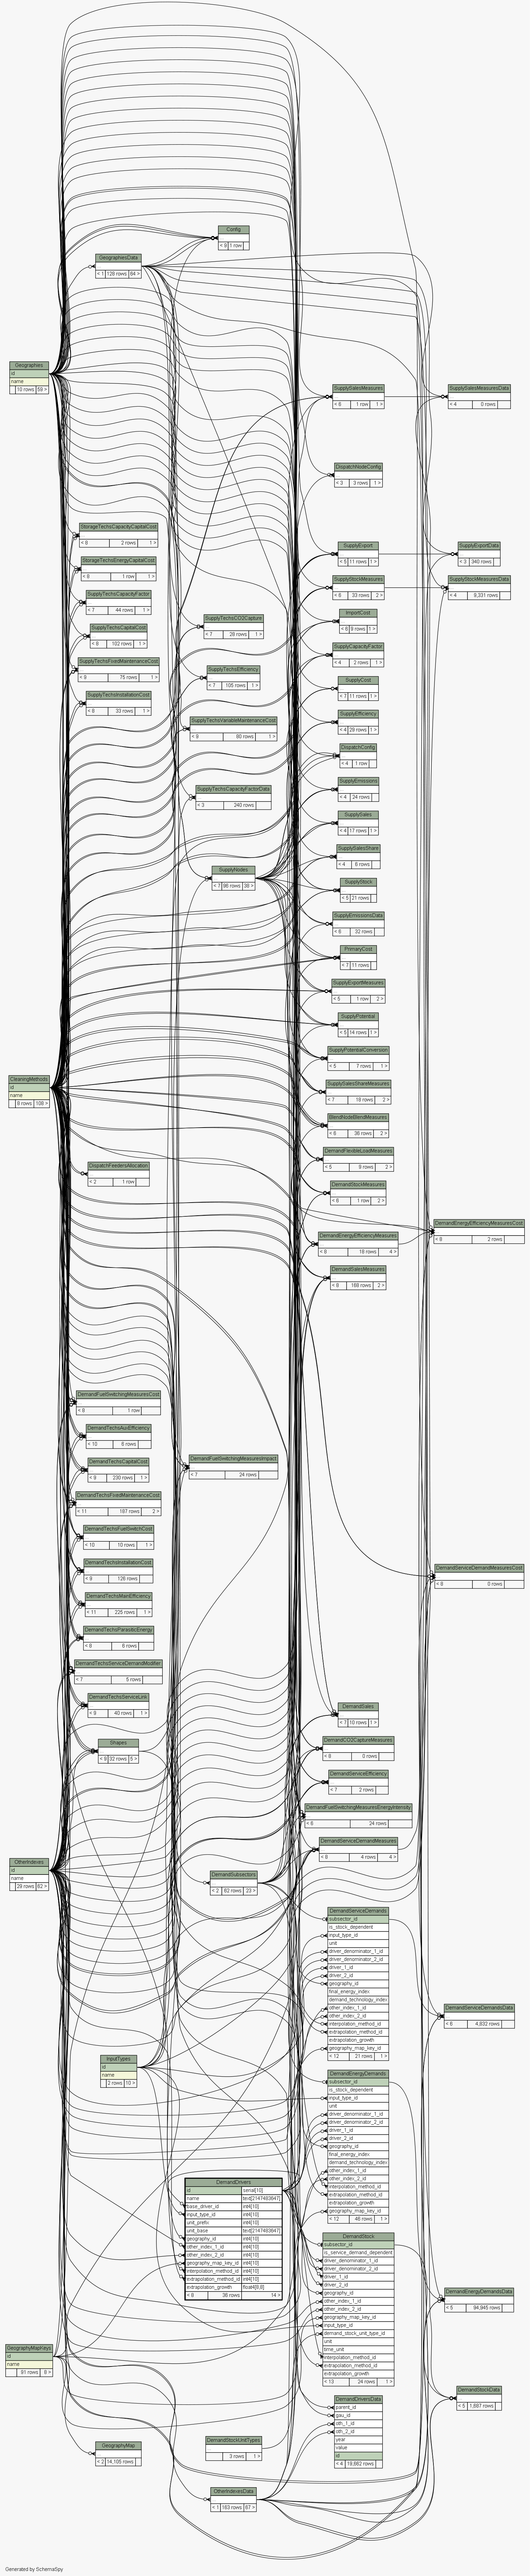 Config
< 9 1 row
GeographiesData
< 1 128 rows 84 >
Geographies
id
name
15 rows 59 >
SupplySalesMeasures
...
< 8 1 row 1 >
SupplySalesMeasuresData
...
< 4 0 rows
DispatchNodeConfig
...
< 3 3 rows 1 >
StorageTechsCapacityCapitalCost
...
< 8 2 rows 1 >
SupplyExport
...
< 5 11 rows 1 >
SupplyExportData
...
< 3 340 rows
StorageTechsEnergyCapitalCost
...
< 8 1 row 1 >
SupplyStockMeasures
...
< 8 33 rows 2 >
SupplyStockMeasuresData
...
< 4 9,331 rows
SupplyTechsCapacityFactor
...
< 7 44 rows 1 >
ImportCost
...
< 8 9 rows 1 >
SupplyTechsCO2Capture
...
< 7 28 rows 1 >
SupplyTechsCapitalCost
...
< 8 102 rows 1 >
SupplyCapacityFactor
...
< 4 2 rows 1 >
SupplyTechsFixedMaintenanceCost
...
< 8 75 rows 1 >
SupplyTechsEfficiency
...
< 7 105 rows 1 >
SupplyCost
...
< 7 11 rows 1 >
SupplyTechsInstallationCost
...
< 8 33 rows 1 >
SupplyEfficiency
...
< 4 29 rows 1 >
SupplyTechsVariableMaintenanceCost
...
< 8 80 rows 1 >
DispatchConfig
...
< 4 1 row
SupplyEmissions
...
< 4 24 rows
SupplyTechsCapacityFactorData
...
< 3 240 rows
SupplySales
...
< 4 17 rows 1 >
SupplySalesShare
...
< 4 6 rows
SupplyNodes
...
< 7 86 rows 38 >
SupplyStock
...
< 5 21 rows
SupplyEmissionsData
...
< 8 32 rows
PrimaryCost
...
< 7 11 rows
SupplyExportMeasures
...
< 5 1 row 2 >
SupplyPotential
...
< 5 14 rows 1 >
SupplyPotentialConversion
...
< 5 7 rows 1 >
CleaningMethods
id
name
9 rows 108 >
SupplySalesShareMeasures
...
< 7 18 rows 2 >
BlendNodeBlendMeasures
...
< 6 36 rows 2 >
DemandFlexibleLoadMeasures
...
< 5 9 rows 2 >
DispatchFeedersAllocation
...
< 2 1 row
DemandStockMeasures
...
< 6 1 row 2 >
DemandEnergyEfficiencyMeasures
...
< 8 18 rows 4 >
DemandEnergyEfficiencyMeasuresCost
...
< 8 2 rows
DemandSalesMeasures
...
< 6 188 rows 2 >
DemandFuelSwitchingMeasuresCost
...
< 8 1 row
DemandTechsAuxEfficiency
...
< 10 8 rows
DemandTechsCapitalCost
...
< 9 230 rows 1 >
DemandFuelSwitchingMeasuresImpact
...
< 7 24 rows
DemandTechsFixedMaintenanceCost
...
< 11 187 rows 2 >
DemandTechsFuelSwitchCost
...
< 10 10 rows 1 >
DemandTechsInstallationCost
...
< 9 126 rows
DemandServiceDemandMeasuresCost
...
< 8 0 rows
DemandTechsMainEfficiency
...
< 11 225 rows 1 >
DemandTechsParasiticEnergy
...
< 8 6 rows
DemandTechsServiceDemandModifier
...
< 7 5 rows
DemandTechsServiceLink
...
< 9 40 rows 1 >
DemandSales
...
< 7 10 rows 1 >
Shapes
...
< 9 32 rows 5 >
DemandCO2CaptureMeasures
...
< 8 0 rows
DemandServiceEfficiency
...
< 7 2 rows
DemandFuelSwitchingMeasuresEnergyIntensity
...
< 6 24 rows
DemandServiceDemandMeasures
...
< 8 4 rows 4 >
OtherIndexes
id
name
28 rows 82 >
DemandSubsectors
...
< 2 62 rows 23 >
DemandServiceDemands
subsector_id
is_stock_dependent
input_type_id
unit
driver_denominator_1_id
driver_denominator_2_id
driver_1_id
driver_2_id
geography_id
final_energy_index
demand_technology_index
other_index_1_id
other_index_2_id
interpolation_method_id
extrapolation_method_id
extrapolation_growth
geography_map_key_id
< 12 21 rows 1 >
DemandServiceDemandsData
...
< 6 4,832 rows
InputTypes
id
name
2 rows 10 >
DemandEnergyDemands
subsector_id
is_stock_dependent
input_type_id
unit
driver_denominator_1_id
driver_denominator_2_id
driver_1_id
driver_2_id
geography_id
final_energy_index
demand_technology_index
other_index_1_id
other_index_2_id
interpolation_method_id
extrapolation_method_id
extrapolation_growth
geography_map_key_id
< 12 48 rows 1 >
DemandDrivers
id serial[10]
name text[2147483647]
base_driver_id int4[10]
input_type_id int4[10]
unit_prefix int4[10]
unit_base text[2147483647]
geography_id int4[10]
other_index_1_id int4[10]
other_index_2_id int4[10]
geography_map_key_id int4[10]
interpolation_method_id int4[10]
extrapolation_method_id int4[10]
extrapolation_growth float4[8,8]
< 8 36 rows 14 >
DemandStock
subsector_id
is_service_demand_dependent
driver_denominator_1_id
driver_denominator_2_id
driver_1_id
driver_2_id
geography_id
other_index_1_id
other_index_2_id
geography_map_key_id
input_type_id
demand_stock_unit_type_id
unit
time_unit
interpolation_method_id
extrapolation_method_id
extrapolation_growth
< 13 24 rows 1 >
DemandEnergyDemandsData
...
< 5 94,945 rows
GeographyMapKeys
id
name
91 rows 9 >
DemandStockData
...
< 5 1,887 rows
DemandDriversData
parent_id
gau_id
oth_1_id
oth_2_id
year
value
id
< 4 19,662 rows
GeographyMap
...
< 2 14,105 rows
DemandStockUnitTypes
...
3 rows 1 >
OtherIndexesData
...
< 1 183 rows 67 >
Generated by SchemaSpy